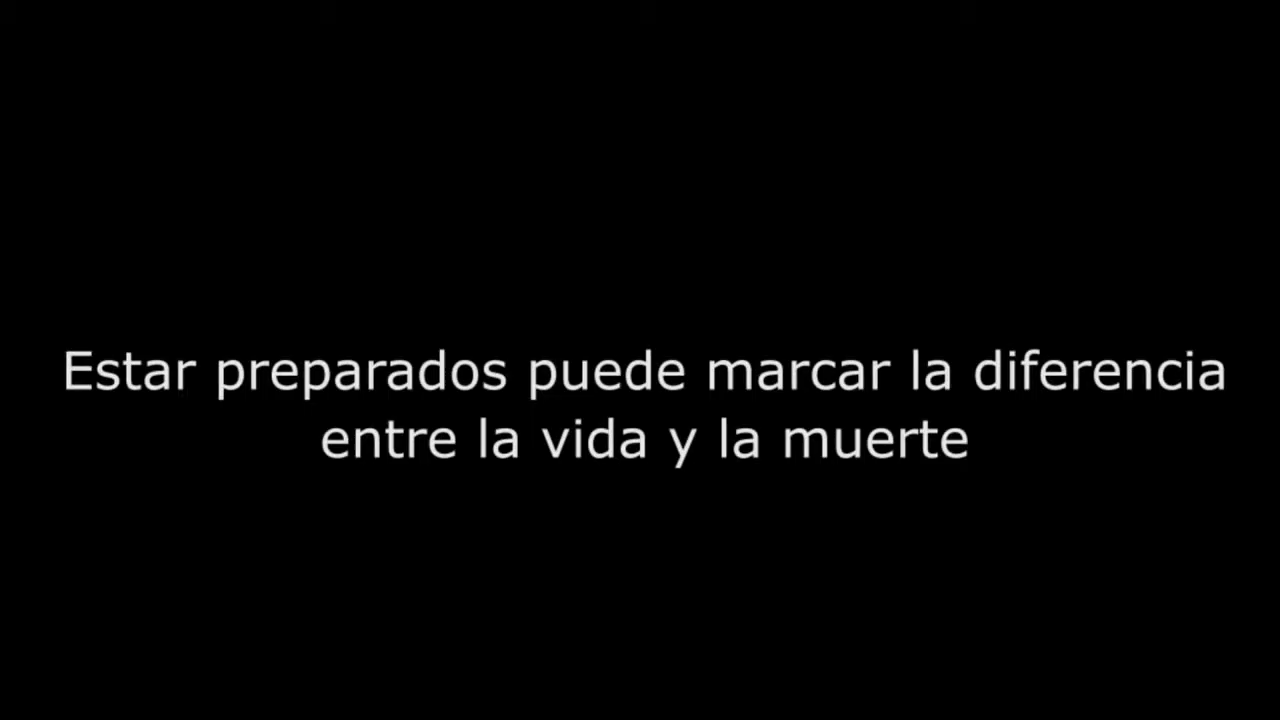 Estar preparados puede marcar la diferencia
entre la vida y la muerte